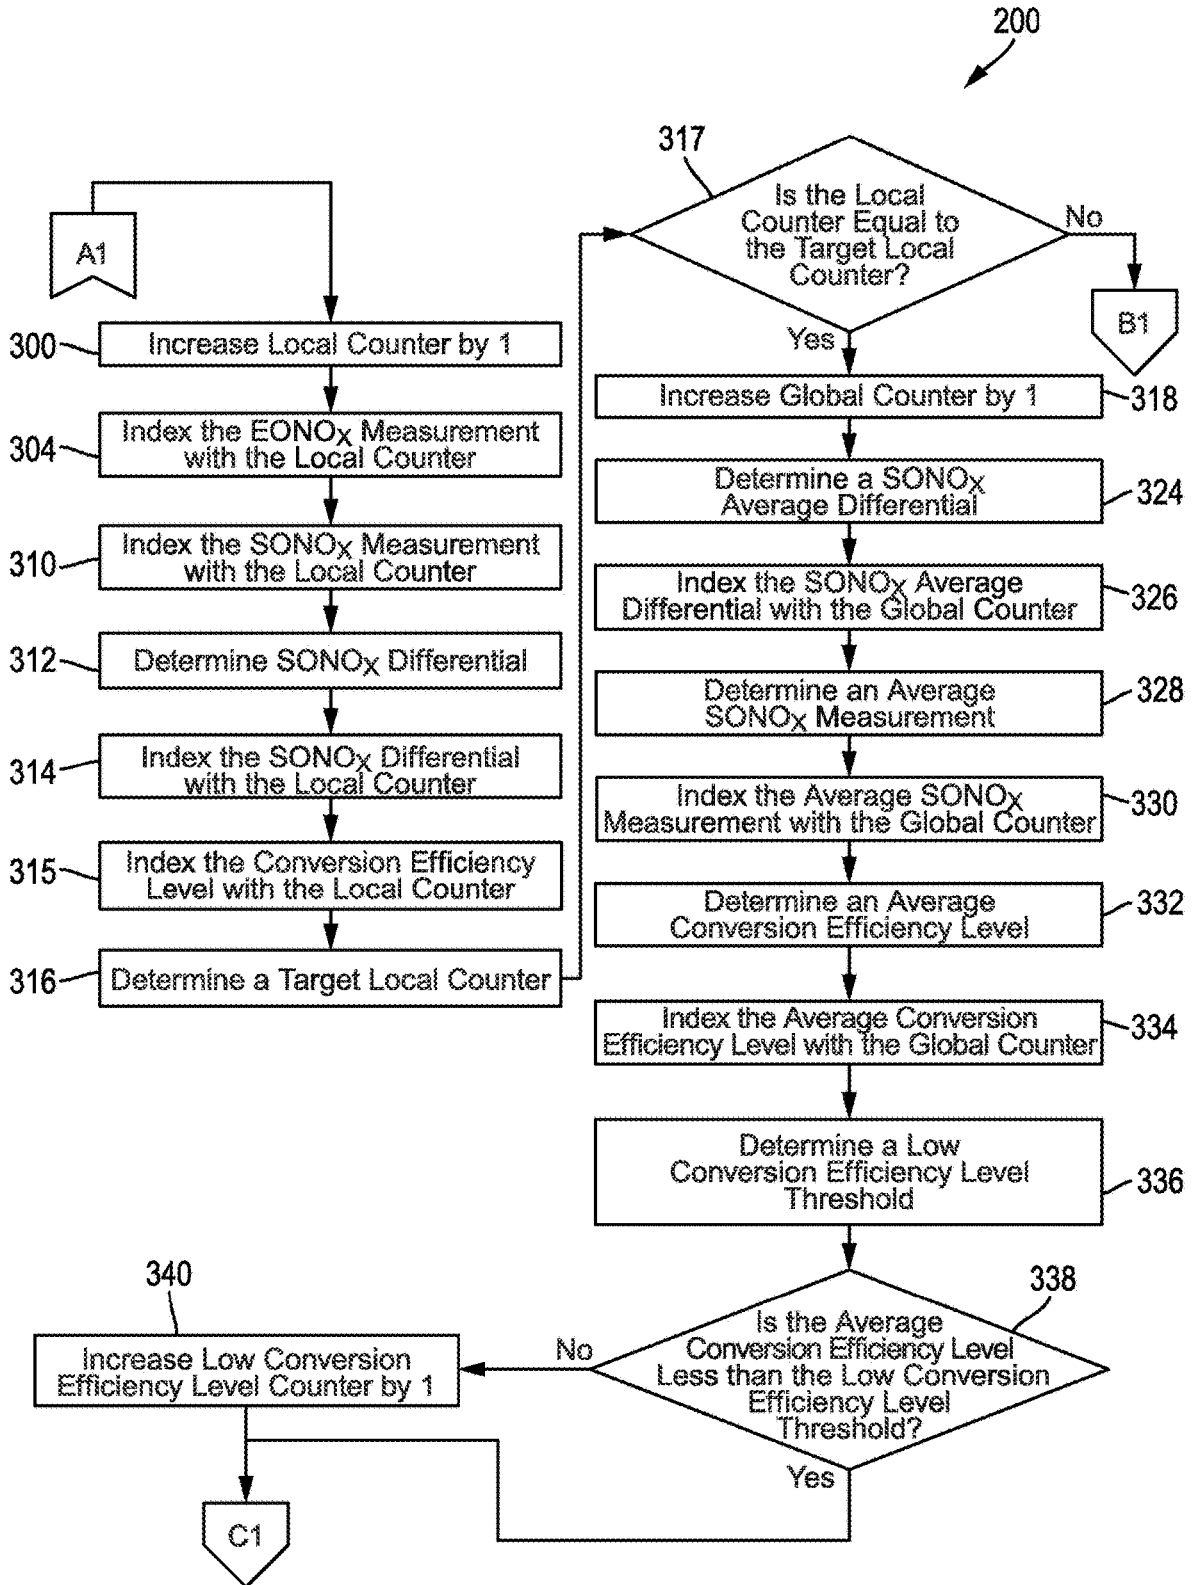 200
A1
300
Increase Local Counter by 1
304
Index the EONOX Measurement
with the Local Counter
310
Index the SONOX Measurement
with the Local Counter
312
Determine SONOX Differential
314
Index the SONOX Differential
with the Local Counter
315
Index the Conversion Efficiency
Level with the Local Counter
316
Determine a Target Local Counter
317
Is the Local
Counter Equal to
the Target Local
Counter?
No
B1
Yes
Increase Global Counter by 1
318
Determine a SONOX
Average Differential
324
Index the SONOX Average
Differential with the Global Counter
326
Determine an Average
SONOX Measurement
328
Index the Average SONOX
Measurement with the Global Counter
330
Determine an Average
Conversion Efficiency Level
332
Index the Average Conversion
Efficiency Level with the Global Counter
334
Determine a Low
Conversion Efficiency Level
Threshold
336
338
Is the Average
Conversion Efficiency Level
Less than the Low Conversion
Efficiency Level
Threshold?
No
Yes
340
Increase Low Conversion
Efficiency Level Counter by 1
C1